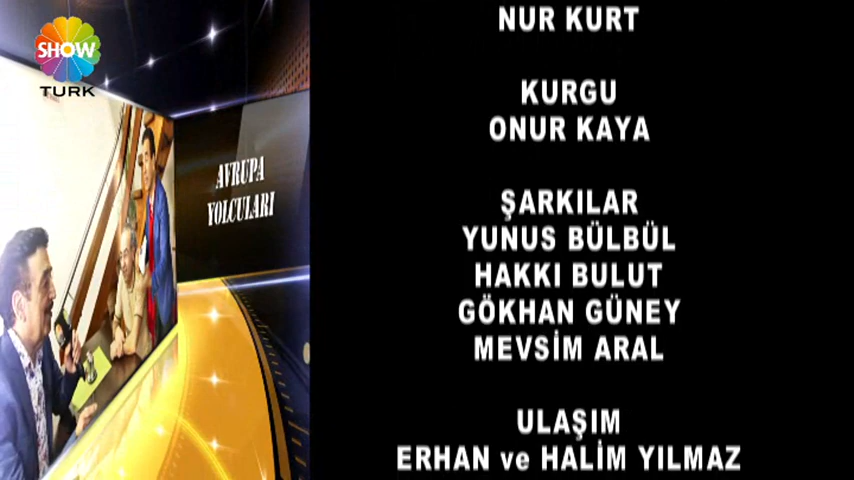 SHOW
TURK
AVRUPA
YOLCULARI
NUR KURT
KURGU
ONUR KAYA
ŞARKILAR
YUNUS BÜLBÜL
HAKKI BULUT
GÖKHAN GÜNEY
MEVSİM ARAL
ULAŞIM
ERHAN ve HALİM YILMAZ